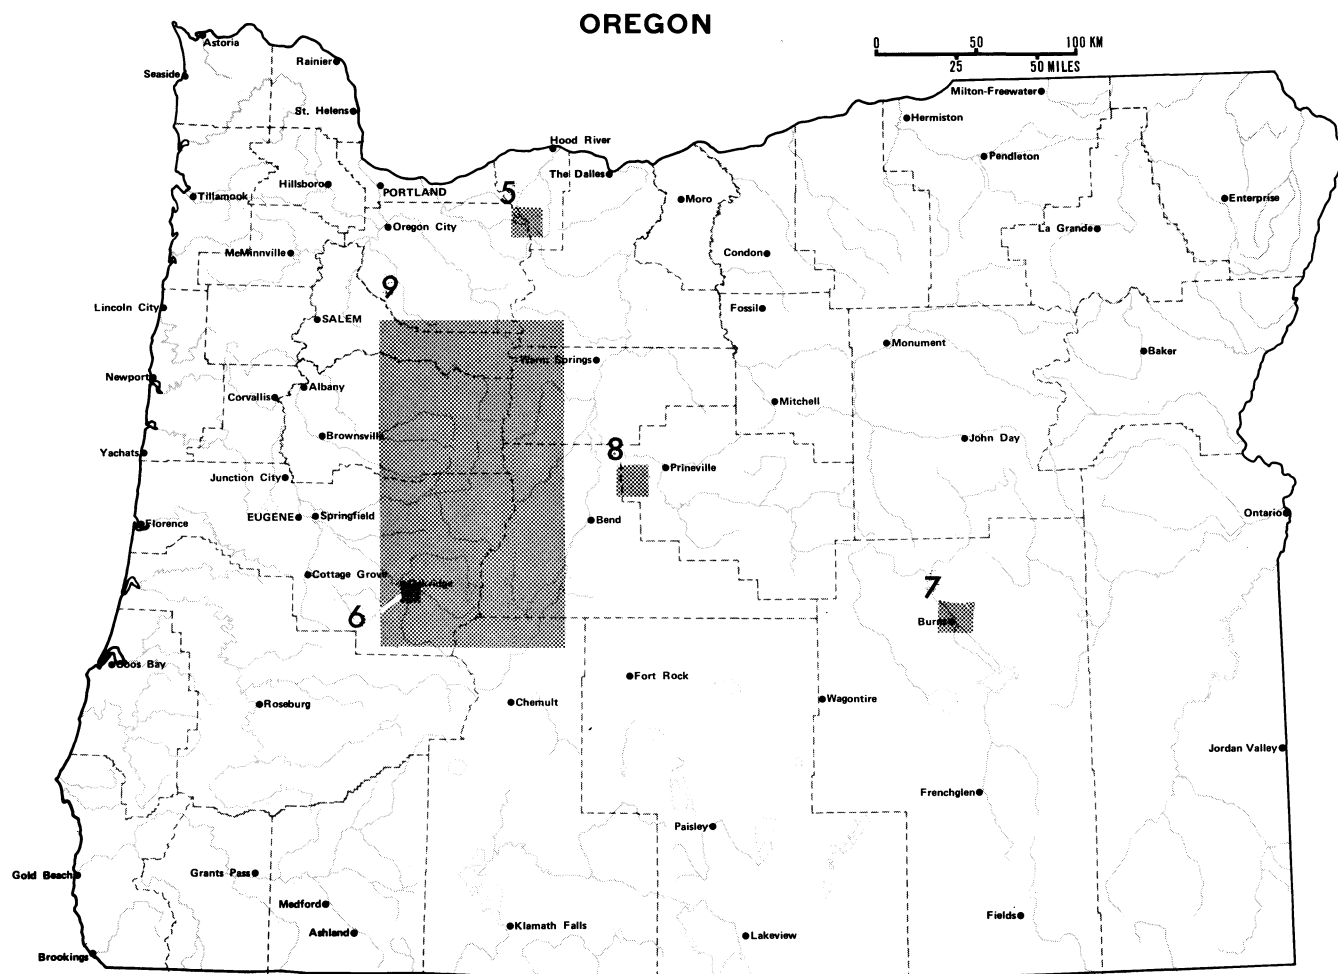 OREGON
0 50 100 KM
25 50 MILES
Astoria
Rainier
Seaside
Milton-Freewater
St. Helens
Hermiston
Hood River
Pendleton
The Dalles
Hillsboro
PORTLAND
5
Tillamook
Moro
Enterprise
Oregon City
La Grande
McMinnville
Condon
9
Lincoln City
Fossil
SALEM
Monument
Baker
Warm Springs
Newport
Albany
Corvallis
Mitchell
Brownsville
John Day
8
Yachats
Prineville
Junction City
Ontario
EUGENE
Springfield
Bend
Florence
Cottage Grove
Oakridge
7
6
Burns
Coos Bay
Fort Rock
Wagontire
Roseburg
Chemult
Jordan Valley
Frenchglen
Paisley
Gold Beach
Grants Pass
Medford
Fields
Klamath Falls
Ashland
Lakeview
Brookings